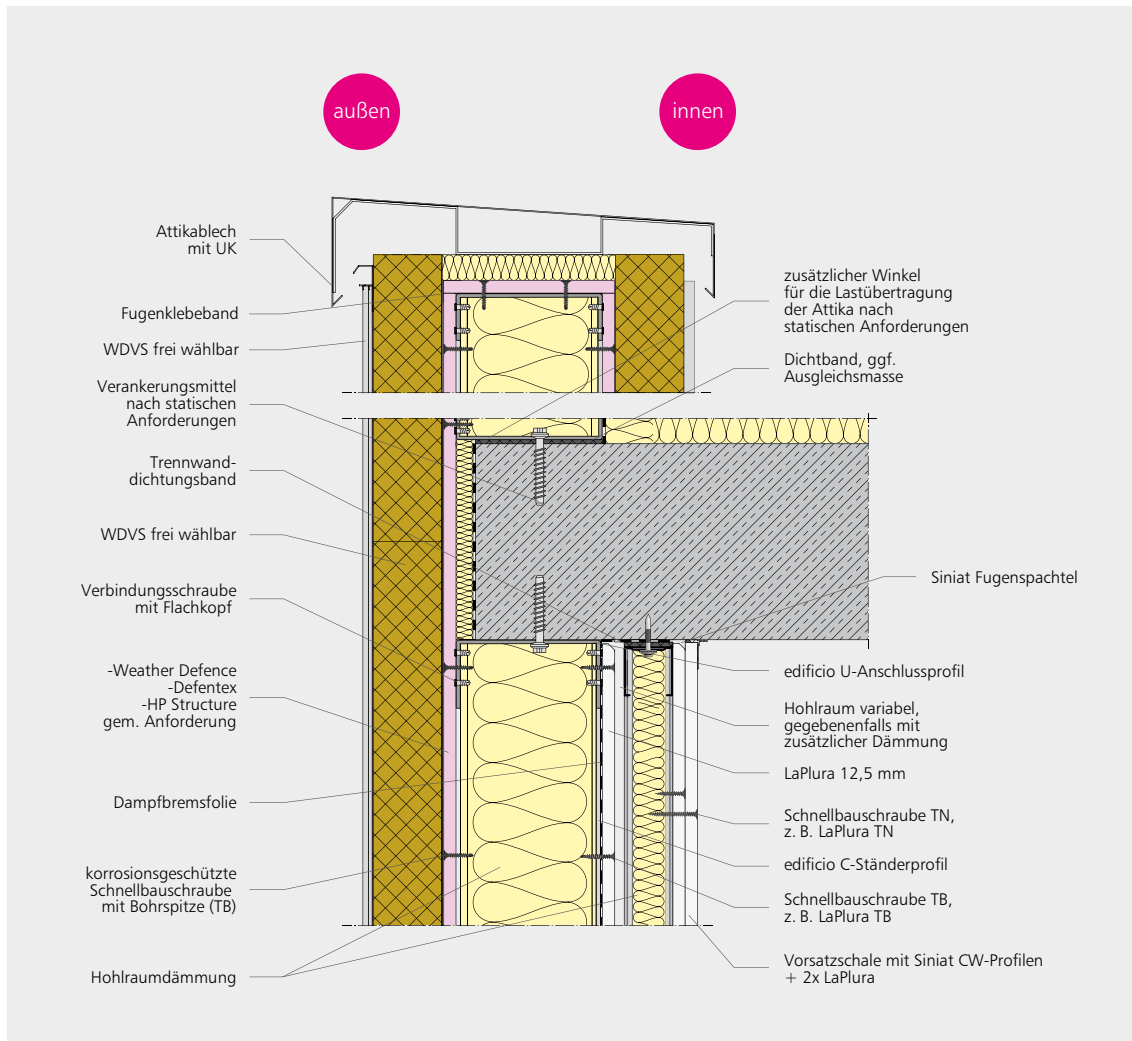 außen
innen
Attikablech
mit UK
Fugenklebeband
WDVS frei wählbar
Verankerungsmittel
nach statischen
Anforderungen
Trennwand-
dichtungsband
WDVS frei wählbar
Verbindungsschraube
mit Flachkopf
-Weather Defence
-Defentex
-HP Structure
gem. Anforderung
Dampfbremsfolie
korrosionsgeschützte
Schnellbauschraube
mit Bohrspitze (TB)
Hohlraumdämmung
zusätzlicher Winkel
für die Lastübertragung
der Attika nach
statischen Anforderungen
Dichtband, ggf.
Ausgleichsmasse
Siniat Fugenspachtel
edificio U-Anschlussprofil
Hohlraum variabel,
gegebenenfalls mit
zusätzlicher Dämmung
LaPlura 12,5 mm
Schnellbauschraube TN,
z. B. LaPlura TN
edificio C-Ständerprofil
Schnellbauschraube TB,
z. B. LaPlura TB
Vorsatzschale mit Siniat CW-Profilen
+ 2x LaPlura